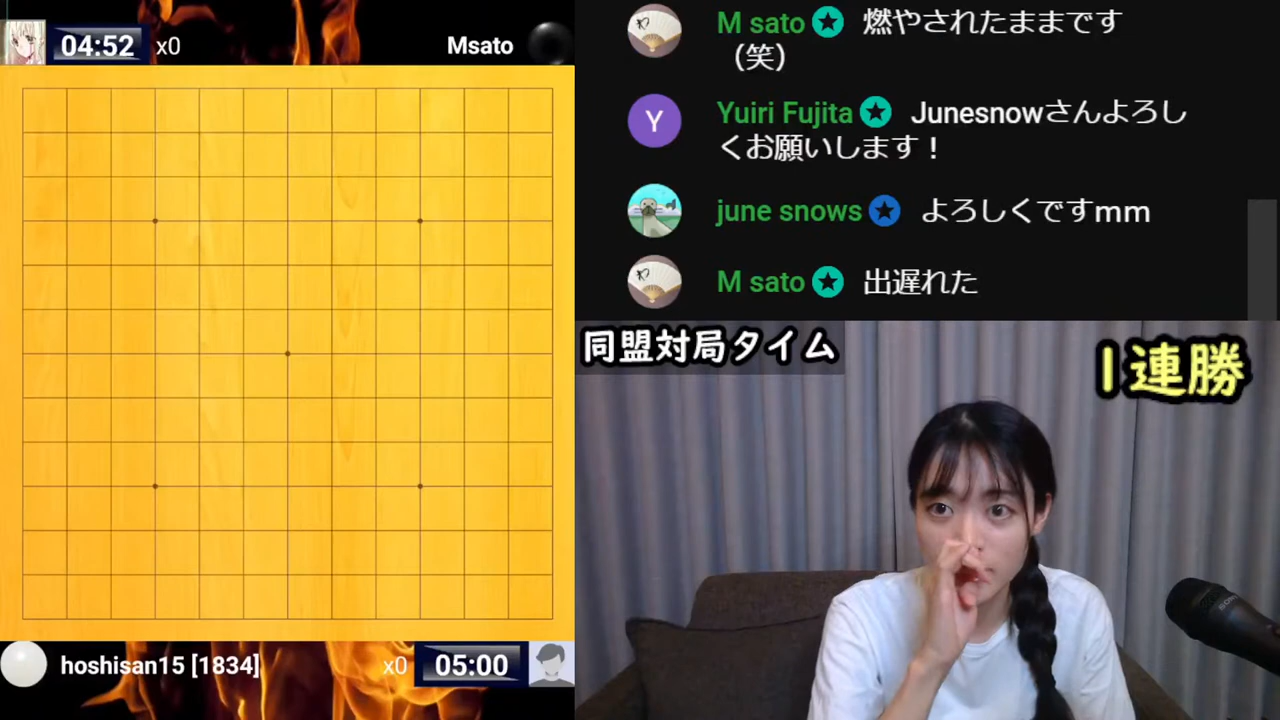 04:52 x0 Msato
M sato 燃やされたままです
（笑）
Y Yuiri Fujita Junesnowさんよろし
くお願いします！
june snows よろしくですmm
M sato 出遅れた
同盟対局タイム
1連勝
hoshisan15 [1834] x0 05:00